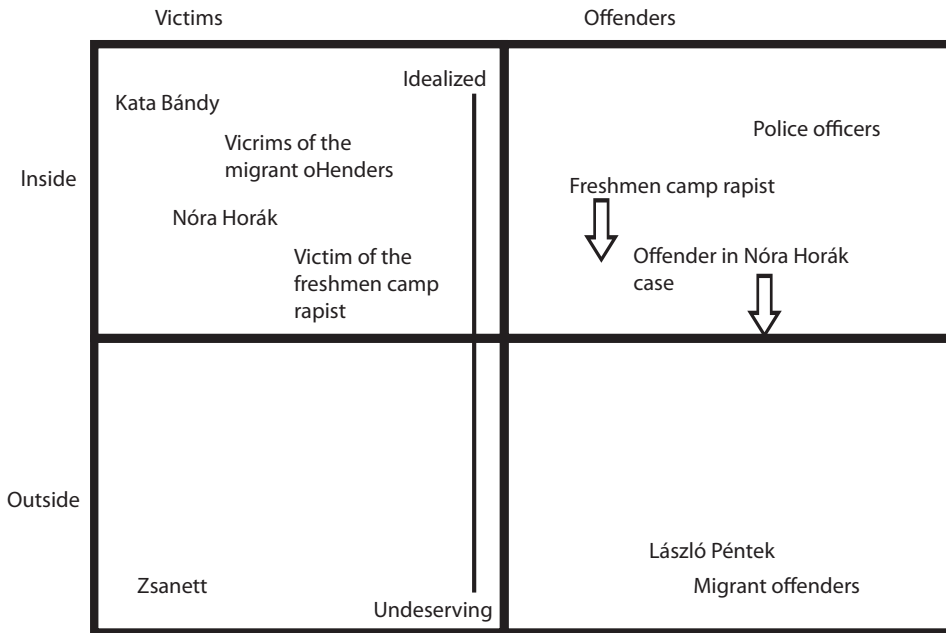 Victims
Offenders
Idealized
Kata Bándy
Police officers
Vicrims of the
migrant oHenders
Inside
Freshmen camp rapist
Nóra Horák
Victim of the
freshmen camp
rapist
Offender in Nóra Horák
case
Outside
László Péntek
Zsanett
Migrant offenders
Undeserving